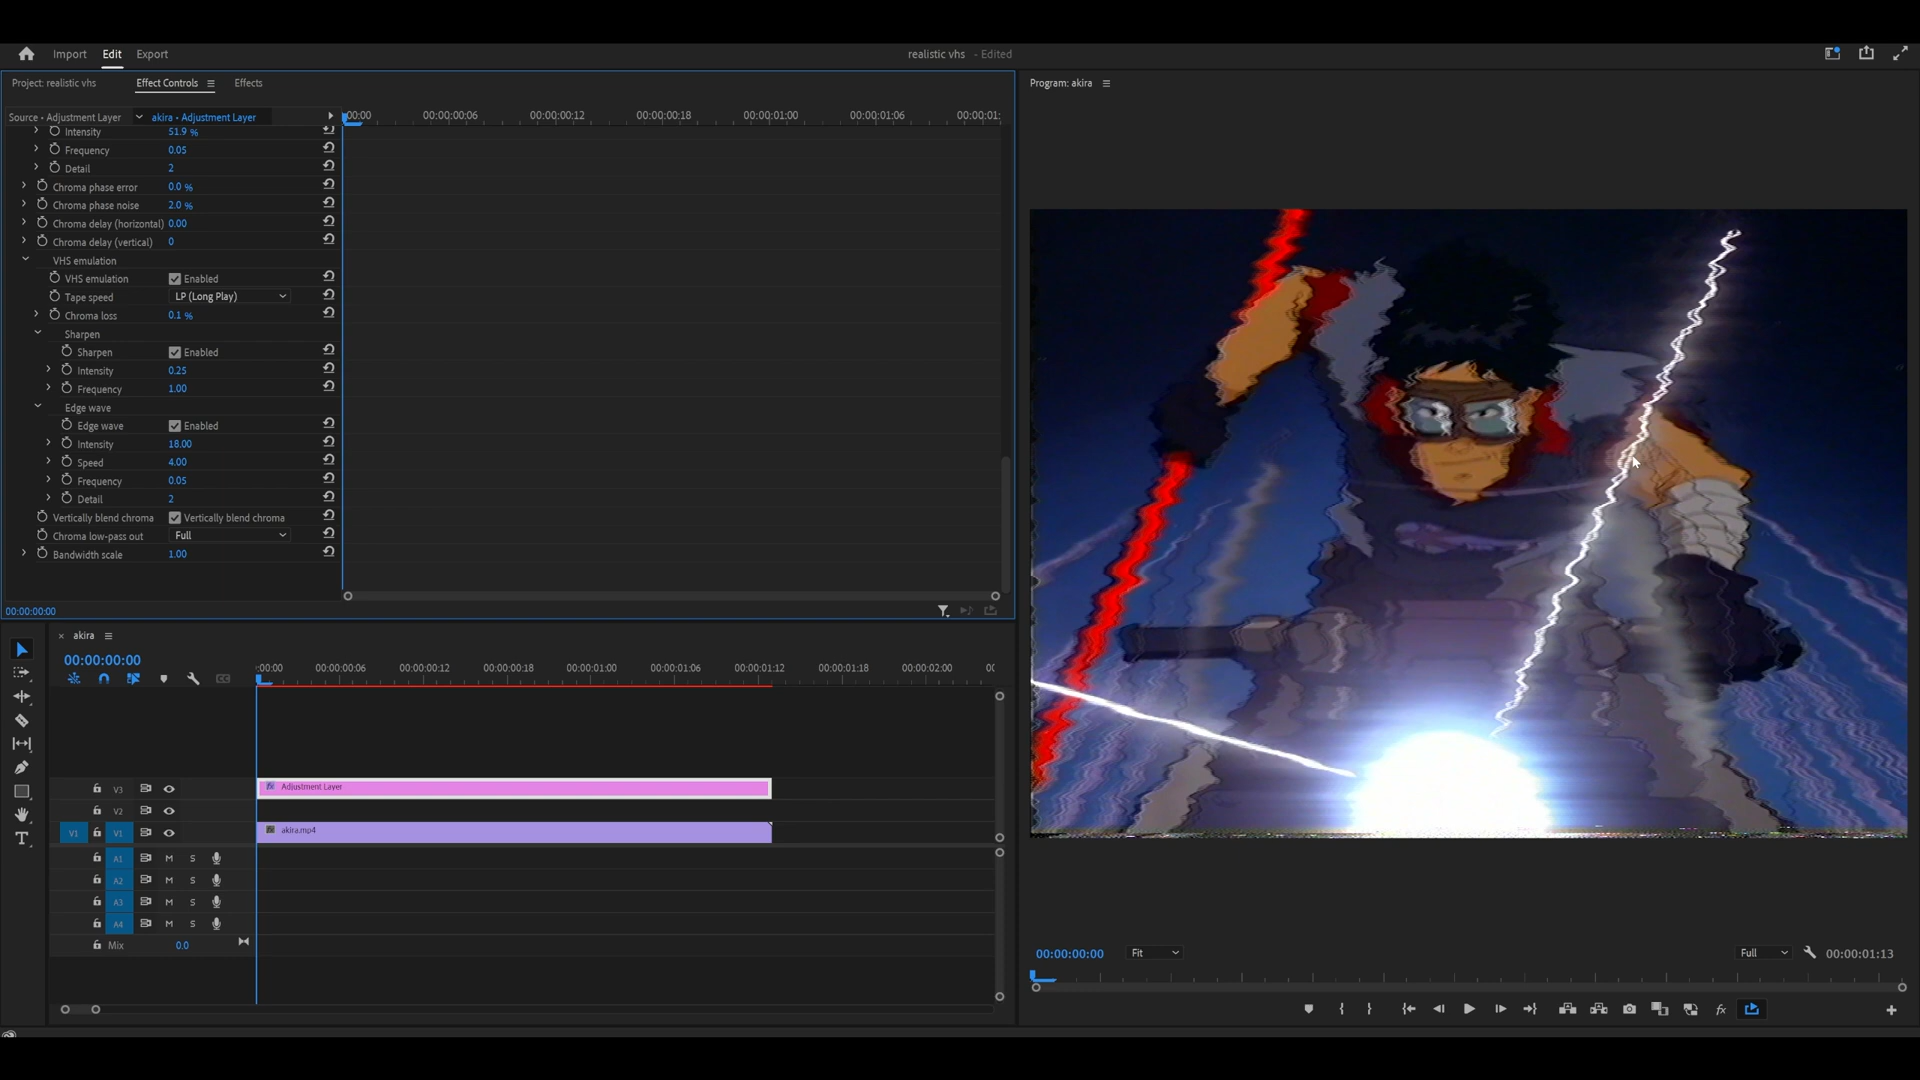 Import Edit Export realistic vhs - Edited
Project: realistic vhs Effect Controls Effects
Program: akira
Source • Adjustment Layer akira • Adjustment Layer
:00:00 00:00:00:06 00:00:00:12 00:00:00:18 00:00:01:00 00:00:01:06 00:00:01:
Intensity 51.9 %
Frequency 0.05
Detail 2
Chroma phase error 0.0 %
Chroma phase noise 2.0 %
Chroma delay (horizontal) 0.00
Chroma delay (vertical) 0
VHS emulation
VHS emulation Enabled
Tape speed LP (Long Play)
Chroma loss 0.1 %
Sharpen
Sharpen Enabled
Intensity 0.25
Frequency 1.00
Edge wave
Edge wave Enabled
Intensity 18.00
Speed 4.00
Frequency 0.05
Detail 2
Vertically blend chroma Vertically blend chroma
Chroma low-pass out Full
Bandwidth scale 1.00
00:00:00:00
akira
00:00:00:00
:00:00 00:00:00:06 00:00:00:12 00:00:00:18 00:00:01:00 00:00:01:06 00:00:01:12 00:00:01:18 00:00:02:00 00:
V3 fx Adjustment Layer
V2
V1 V1 fx akira.mp4
A1 M S
A2 M S
A3 M S
A4 M S
Mix 0.0
00:00:00:00 Fit Full 00:00:01:13
fx